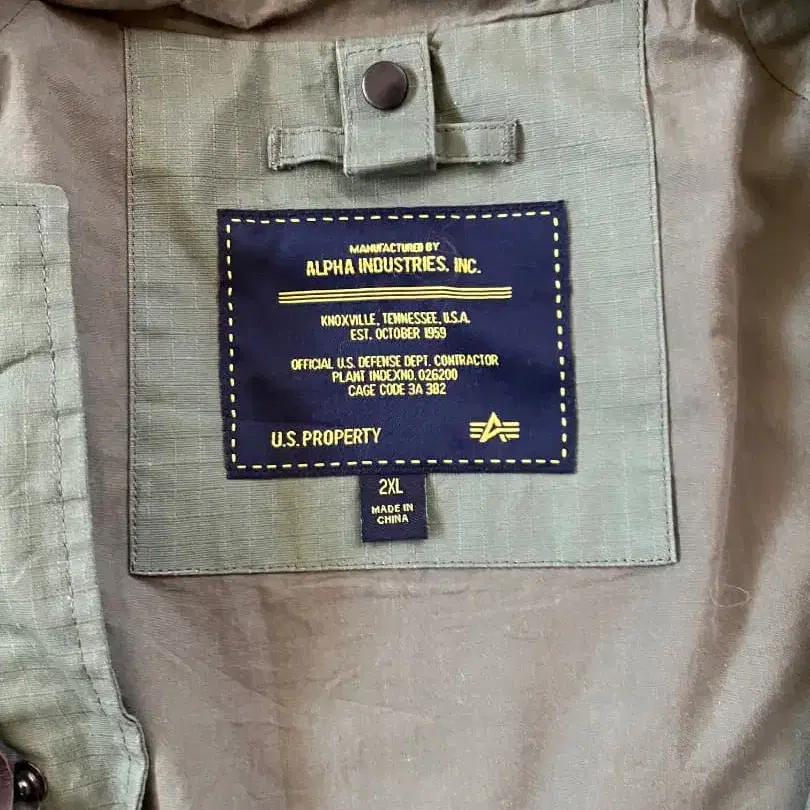 MANUFACTURED BY
ALPHA INDUSTRIES, INC.
KNOXVILLE, TENNESSEE, U.S.A.
EST. OCTOBER 1959
OFFICIAL U.S. DEFENSE DEPT. CONTRACTOR
PLANT INDEXNO. 026200
CAGE CODE 3A 382
U.S. PROPERTY
2XL
MADE IN
CHINA